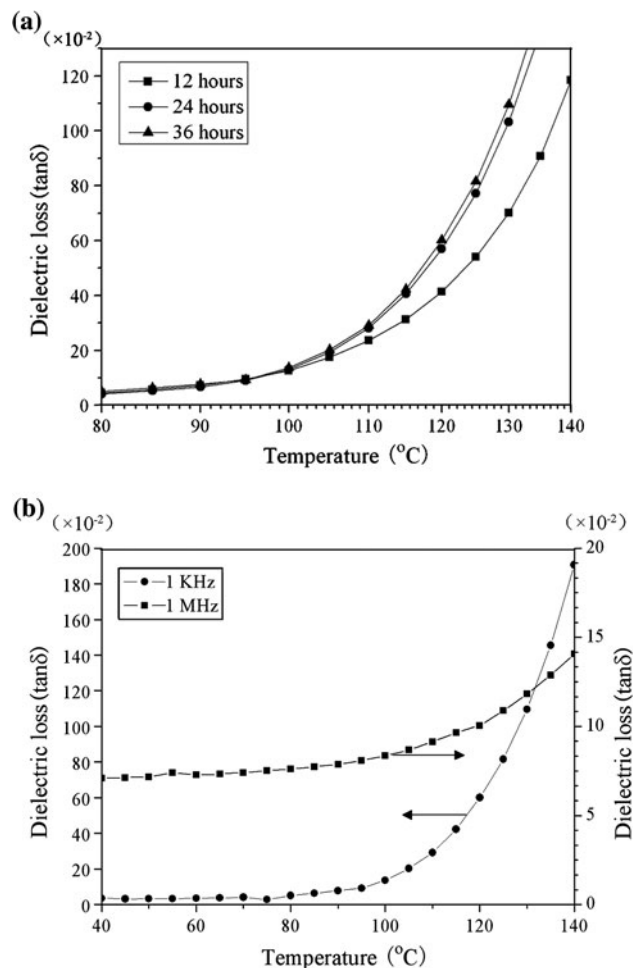 (a)
(×10-2)
120
100
80
60
40
20
0
12 hours
24 hours
36 hours
Dielectric loss (tanδ)
80 90 100 110 120 130 140
Temperature (°C)
(b)
(×10-2) (×10-2)
200
180
160
140
120
100
80
60
40
20
0
20
15
10
5
0
1 KHz
1 MHz
Dielectric loss (tanδ)
Dielectric loss (tanδ)
40 60 80 100 120 140
Temperature (°C)